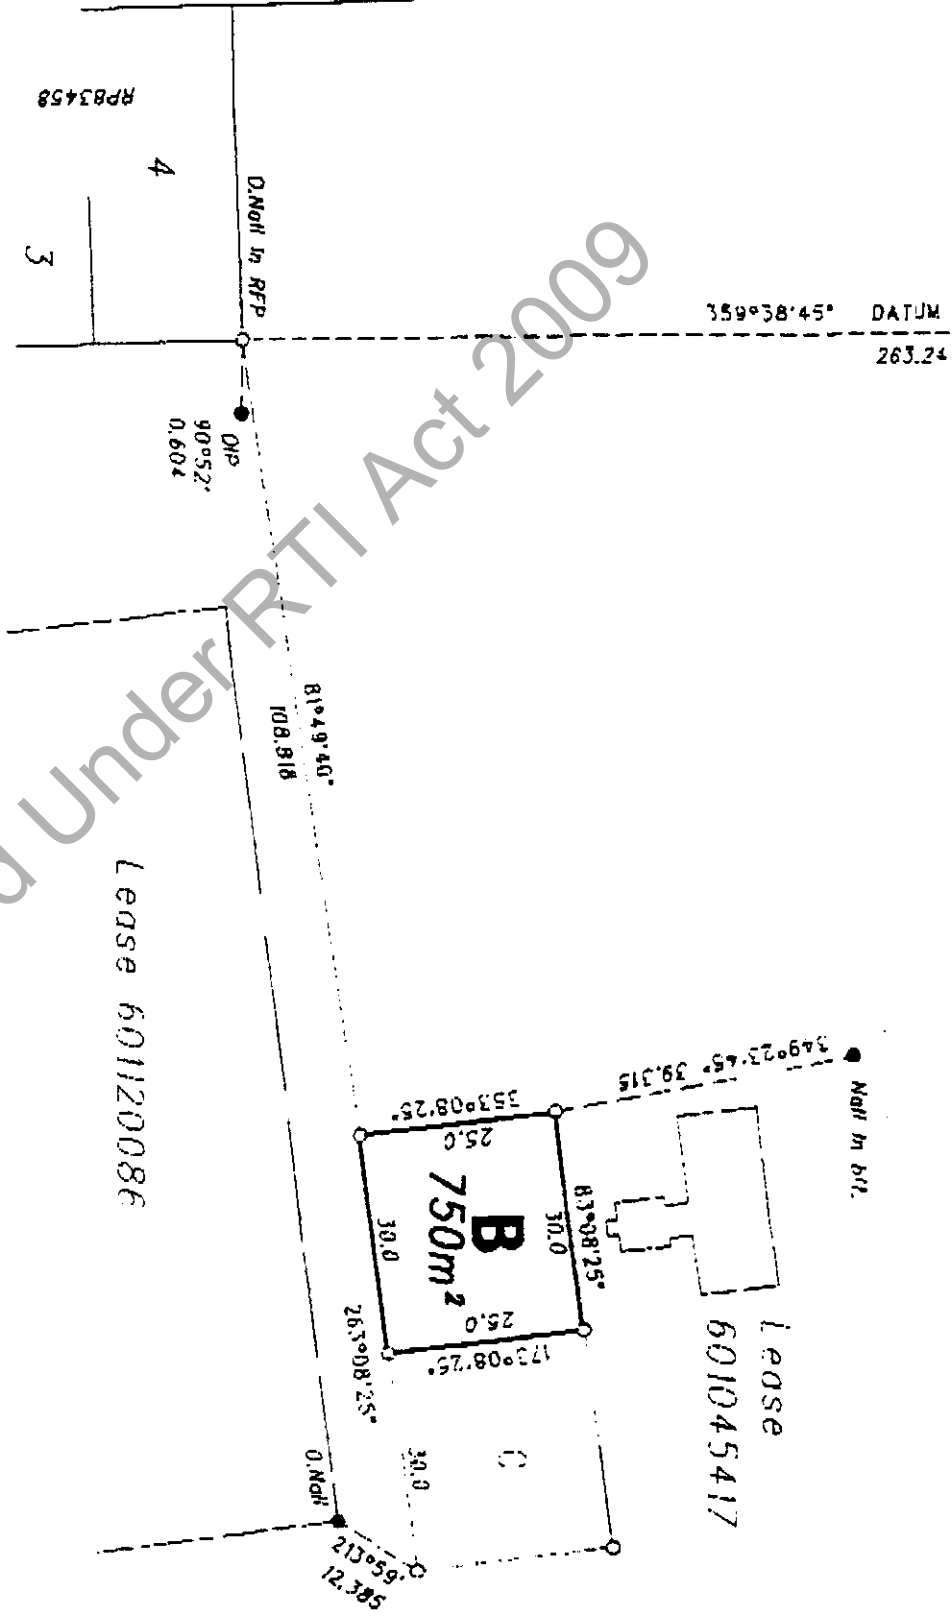 RP83458
4
3
D.Nail in RFP
359°38'45" DATUM
263.24
OIP
90°52'
0.604
81°49'40"
108.818
Lease 601120086
349°23'45" 39.315
Nail in bit.
353°08'25"
25.0
B
750m²
83°08'25"
30.0
30.0
25.0
173°08'25"
263°08'25"
Lease
601045417
C
30.0
O.Nail
213°59'
12.385
d Under RTI Act 2009